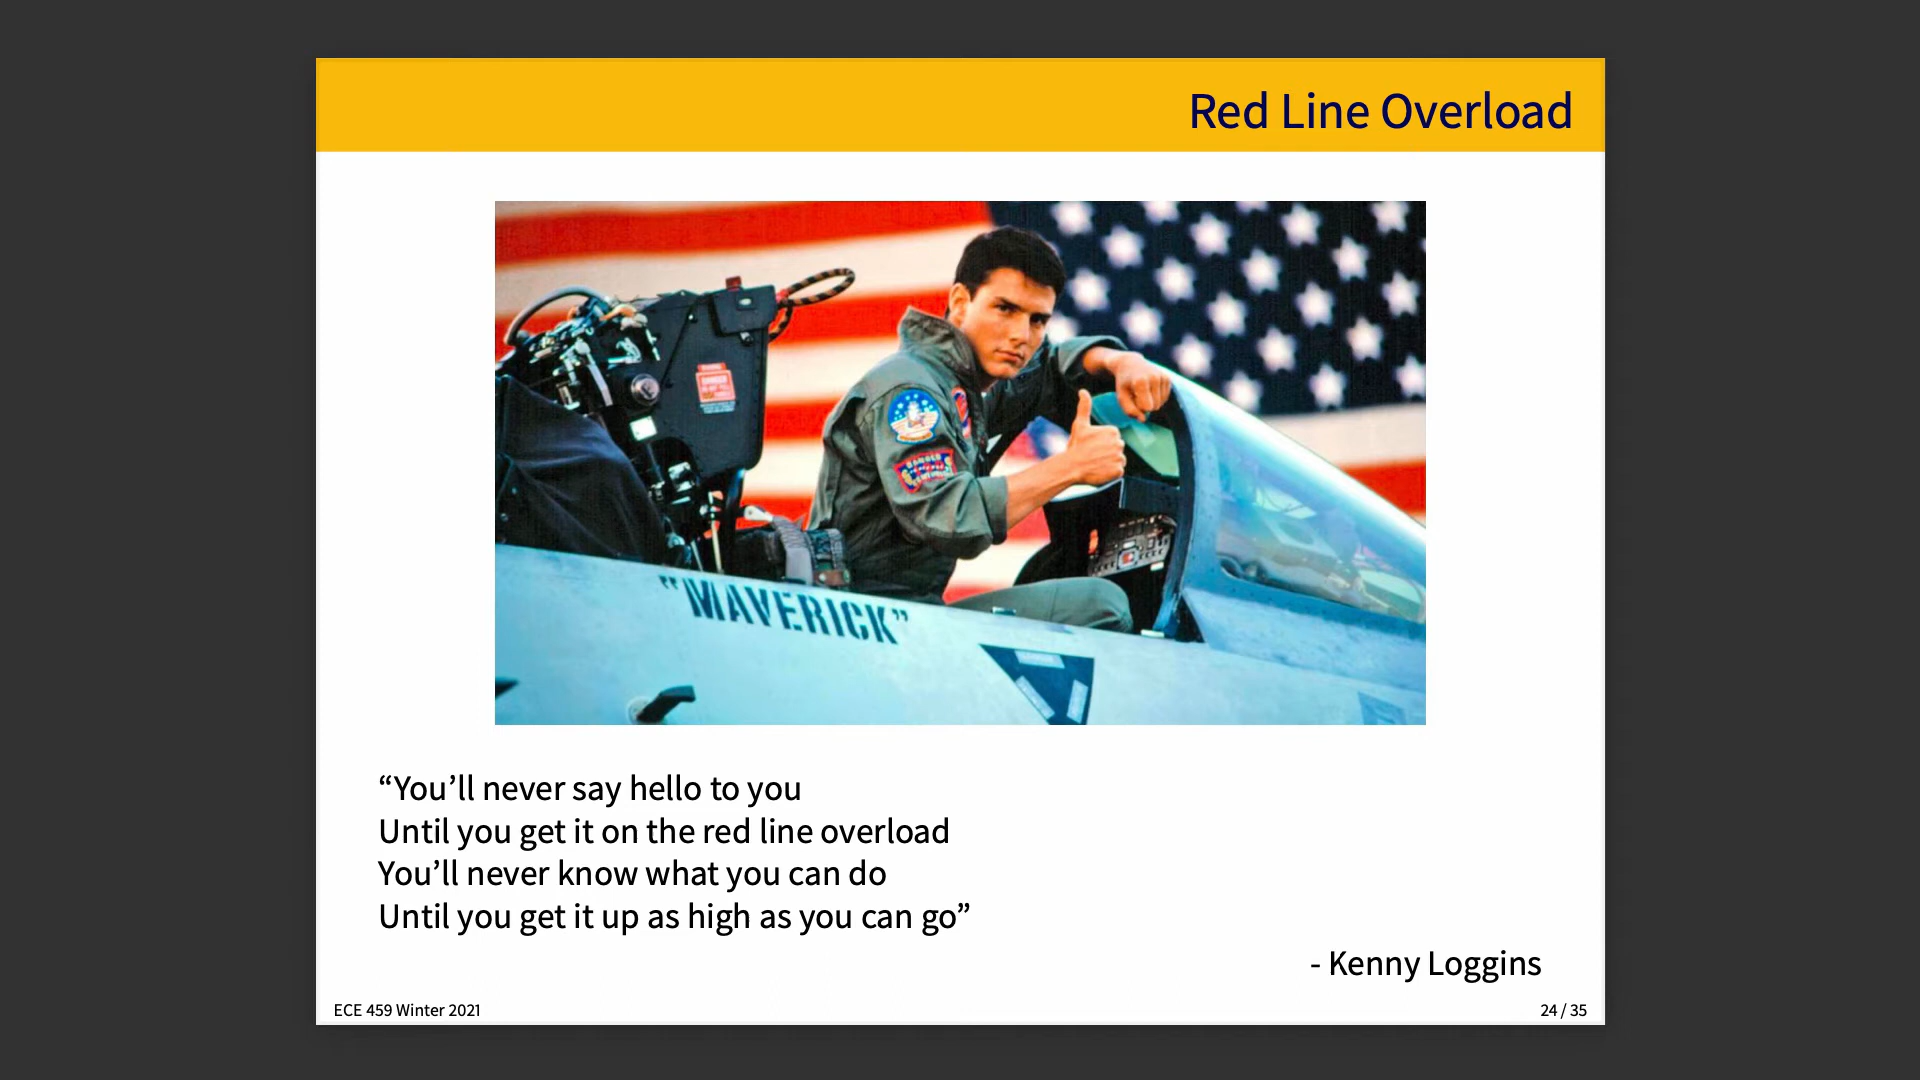 Red Line Overload
"MAVERICK"
“You’ll never say hello to you
Until you get it on the red line overload
You’ll never know what you can do
Until you get it up as high as you can go”
- Kenny Loggins
ECE 459 Winter 2021
24 / 35